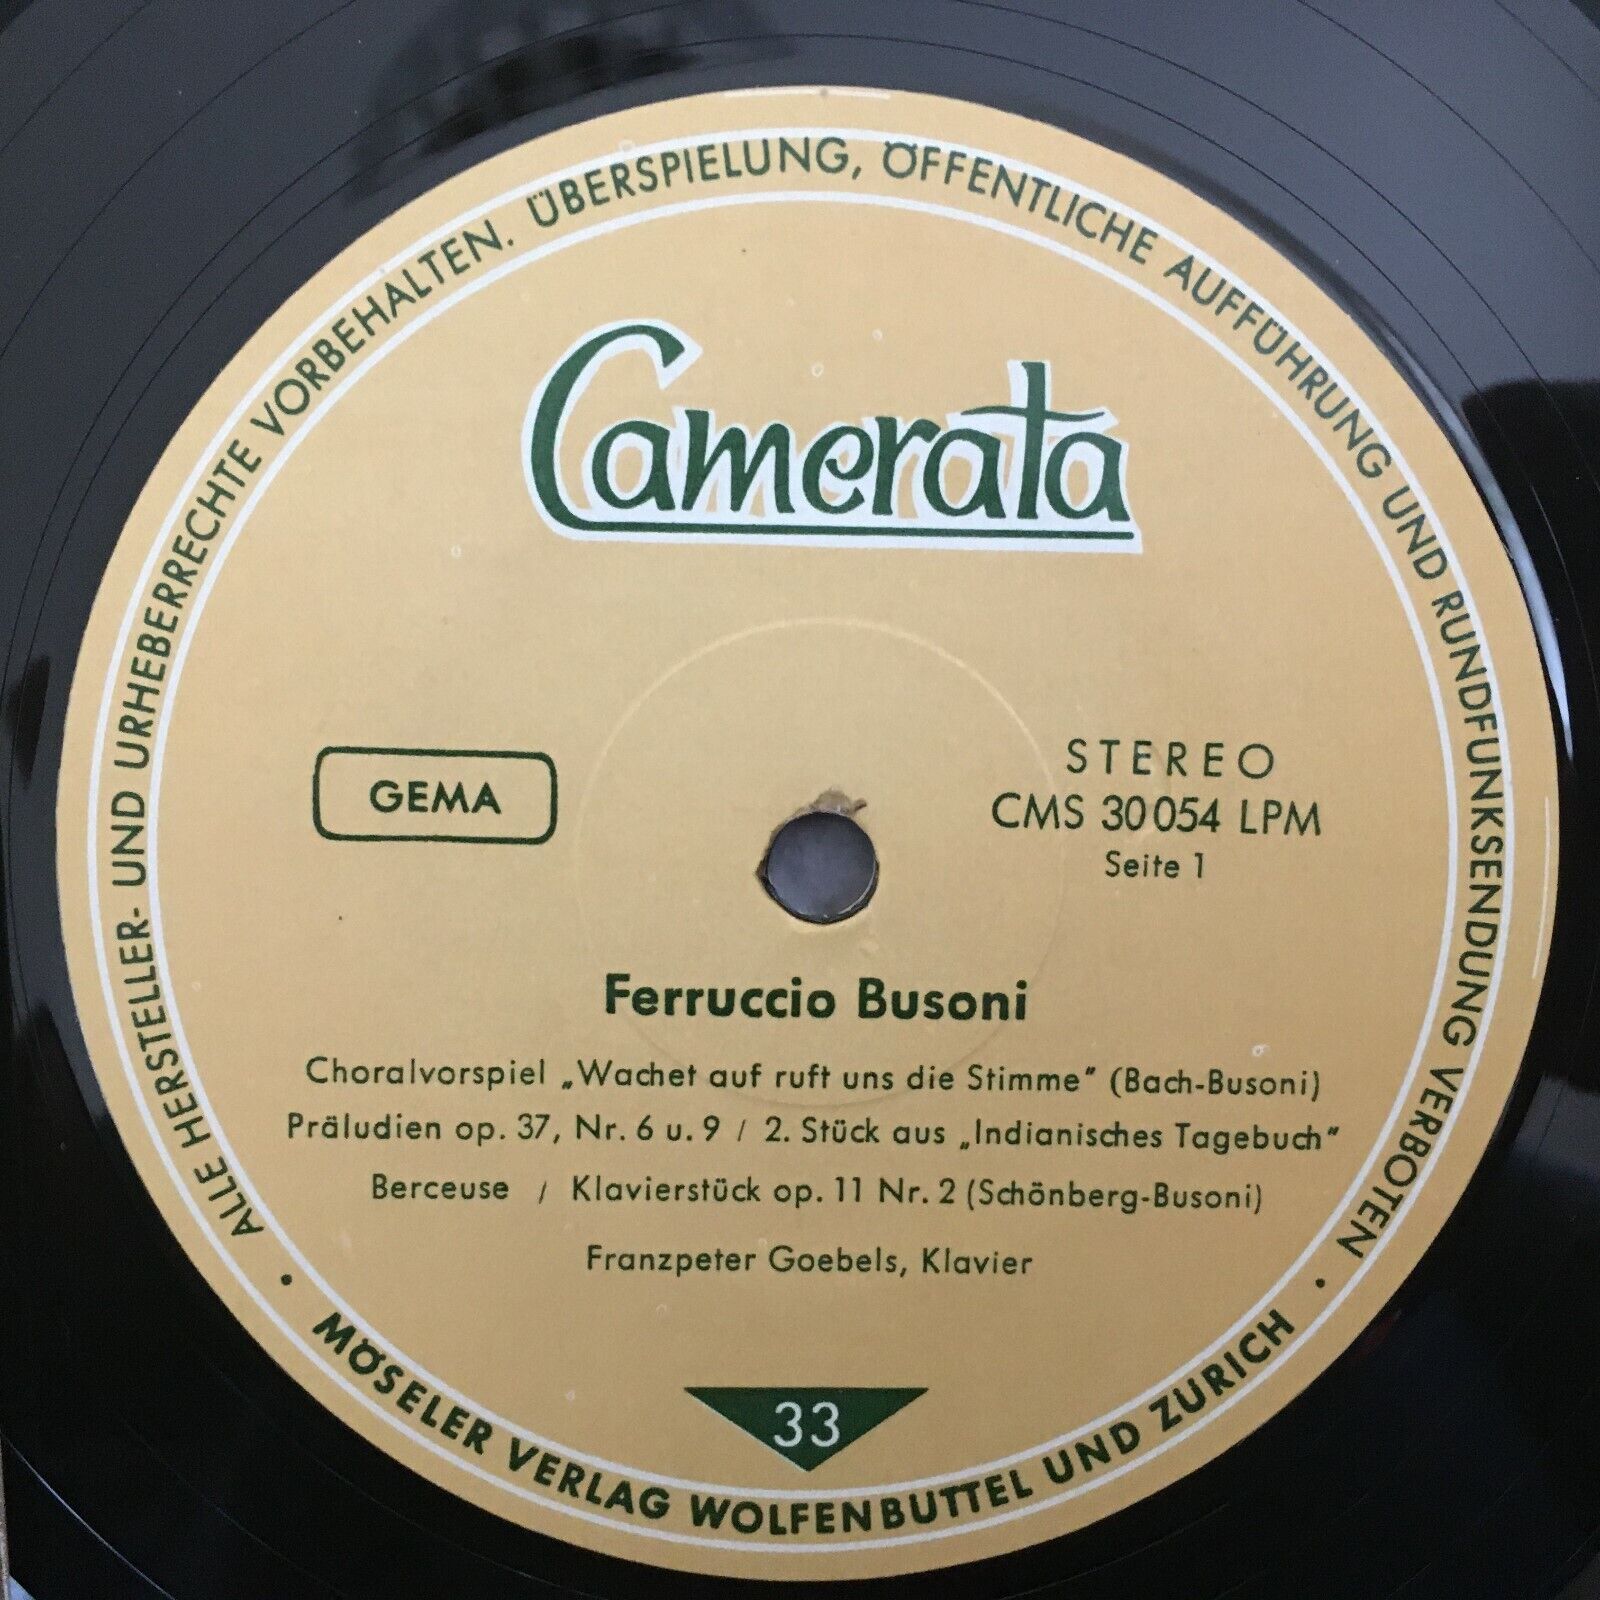 ALLE HERSTELLER- UND URHEBERRECHTE VORBEHALTEN. ÜBERSPIELUNG, ÖFFENTLICHE AUFFÜHRUNG UND RUNDFUNKSENDUNG VERBOTEN
Camerata
GEMA
STEREO
CMS 30054 LPM
Seite 1
Ferruccio Busoni
Choralvorspiel „Wachet auf ruft uns die Stimme" (Bach-Busoni)
Präludien op. 37, Nr. 6 u. 9 / 2. Stück aus „Indianisches Tagebuch"
Berceuse / Klavierstück op. 11 Nr. 2 (Schönberg-Busoni)
Franzpeter Goebels, Klavier
33
• MÖSELER VERLAG WOLFENBUTTEL UND ZURICH •